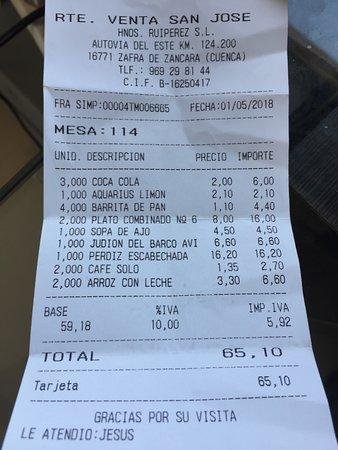 RTE. VENTA SAN JOSE
HNOS. RUIPEREZ S.L.
AUTOVIA DEL ESTE KM. 124.200
16771 ZAFRA DE ZANCARA (CUENCA)
TLF.: 969 29 81 44
C.I.F. B-16250417
FRA SIMP:00004TM006665 FECHA:01/05/2018
MESA:114
UNID. DESCRIPCION PRECIO IMPORTE
3,000 COCA COLA 2,00 6,00
1,000 AQUARIUS LIMON 2,10 2,10
4,000 BARRITA DE PAN 1,10 4,40
2,000 PLATO COMBINADO Nº 6 8,00 16,00
1,000 SOPA DE AJO 4,50 4,50
1,000 JUDION DEL BARCO AVI 6,60 6,60
1,000 PERDIZ ESCABECHADA 16,20 16,20
2,000 CAFE SOLO 1,35 2,70
2,000 ARROZ CON LECHE 3,30 6,60
BASE %IVA IMP.IVA
59,18 10,00 5,92
TOTAL 65,10
Tarjeta 65,10
GRACIAS POR SU VISITA
LE ATENDIO:JESUS